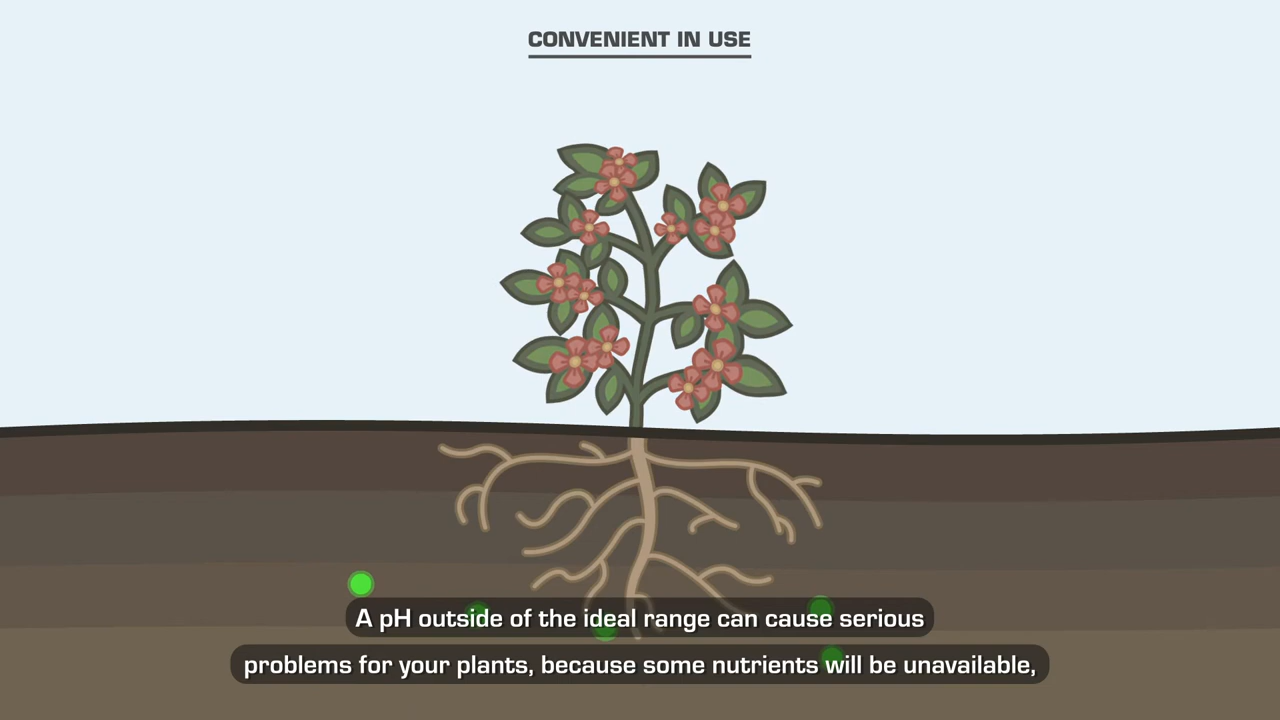 CONVENIENT IN USE
A pH outside of the ideal range can cause serious
problems for your plants, because some nutrients will be unavailable,